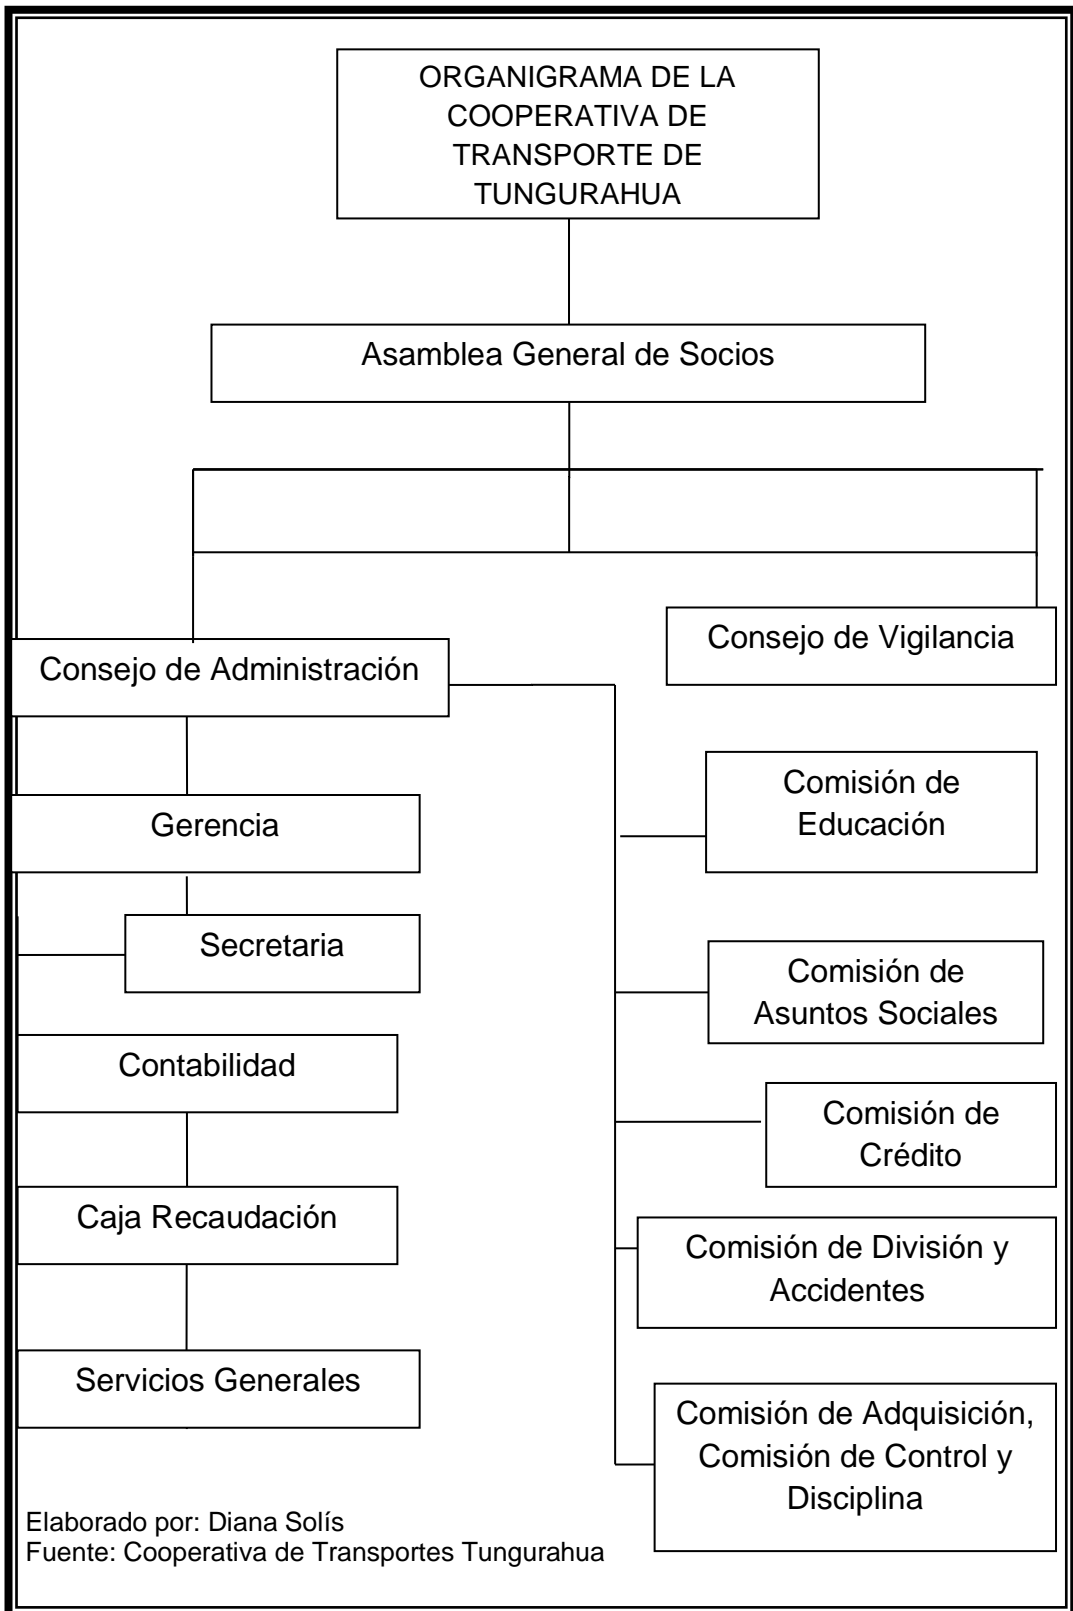 ORGANIGRAMA DE LA
COOPERATIVA DE
TRANSPORTE DE
TUNGURAHUA
Asamblea General de Socios
Consejo de Vigilancia
Consejo de Administración
Comisión de
Educación
Gerencia
Secretaria
Comisión de
Asuntos Sociales
Contabilidad
Comisión de
Crédito
Caja Recaudación
Comisión de División y
Accidentes
Servicios Generales
Comisión de Adquisición,
Comisión de Control y
Disciplina
Elaborado por: Diana Solís
Fuente: Cooperativa de Transportes Tungurahua